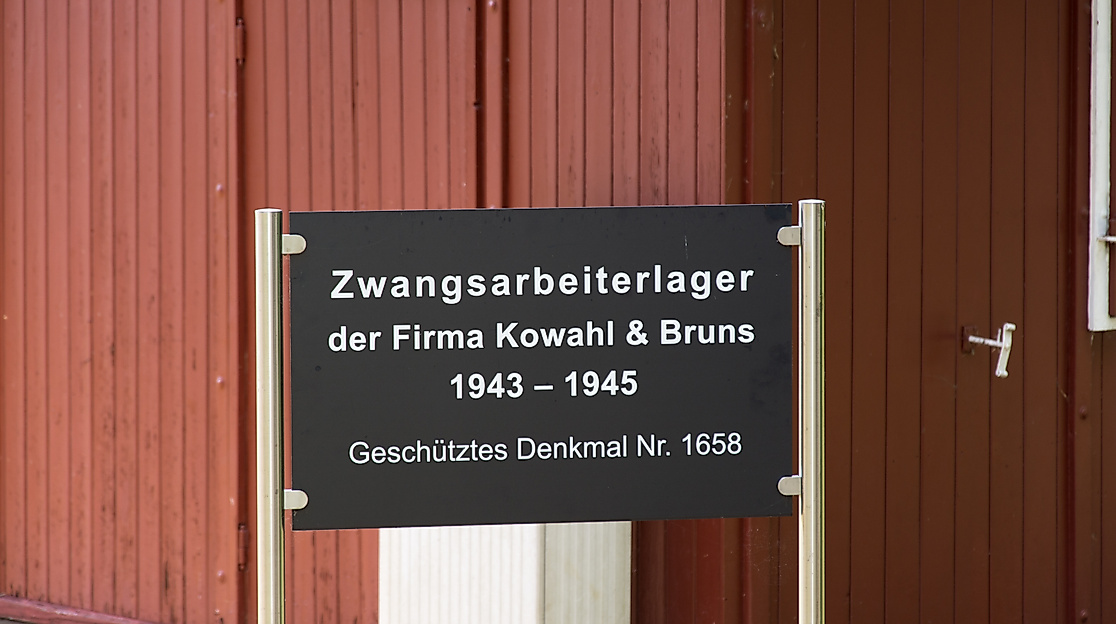 Zwangsarbeiterlager
der Firma Kowahl & Bruns
1943 – 1945
Geschütztes Denkmal Nr. 1658